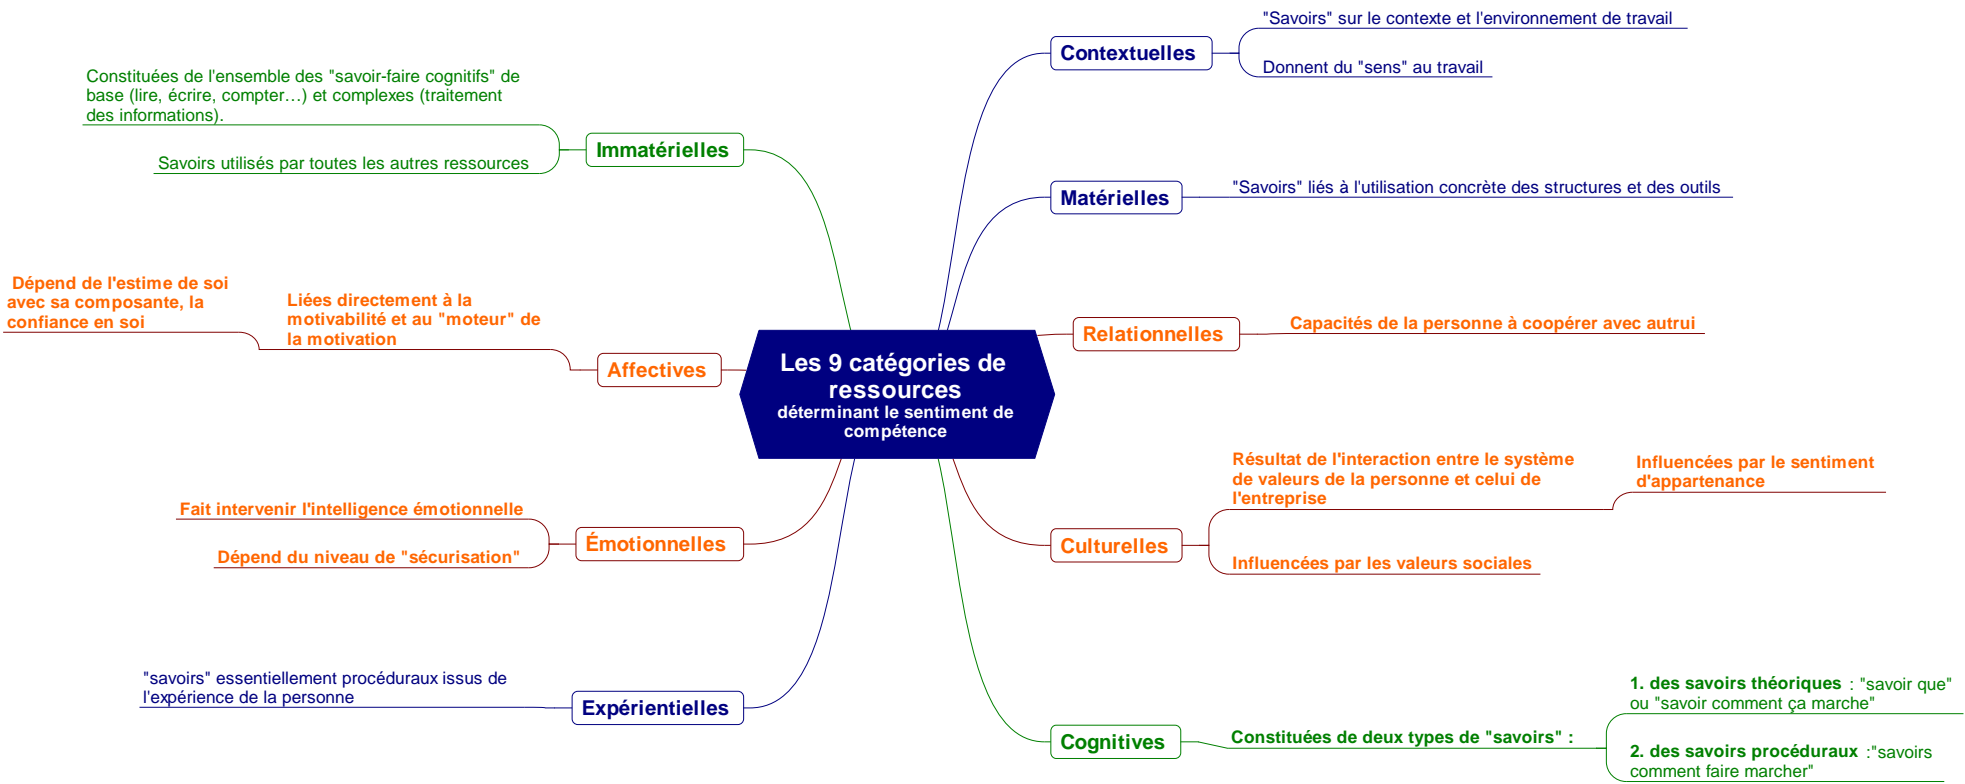 Les 9 catégories de
ressources
déterminant le sentiment de
compétence
Contextuelles
"Savoirs" sur le contexte et l'environnement de travail
Donnent du "sens" au travail
Matérielles
"Savoirs" liés à l'utilisation concrète des structures et des outils
Relationnelles
Capacités de la personne à coopérer avec autrui
Culturelles
Résultat de l'interaction entre le système
de valeurs de la personne et celui de
l'entreprise
Influencées par le sentiment
d'appartenance
Influencées par les valeurs sociales
Cognitives
Constituées de deux types de "savoirs" :
1. des savoirs théoriques : "savoir que"
ou "savoir comment ça marche"
2. des savoirs procéduraux :"savoirs
comment faire marcher"
Expérientielles
"savoirs" essentiellement procéduraux issus de
l'expérience de la personne
Émotionnelles
Fait intervenir l'intelligence émotionnelle
Dépend du niveau de "sécurisation"
Affectives
Liées directement à la
motivabilité et au "moteur" de
la motivation
Dépend de l'estime de soi
avec sa composante, la
confiance en soi
Immatérielles
Constituées de l'ensemble des "savoir-faire cognitifs" de
base (lire, écrire, compter…) et complexes (traitement
des informations).
Savoirs utilisés par toutes les autres ressources